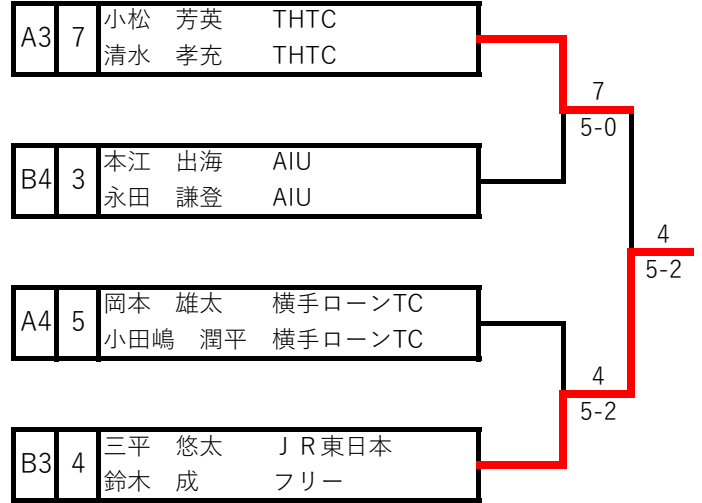 A3 7 小松 芳英 THTC
清水 孝充 THTC
7
5-0
B4 3 本江 出海 AIU
永田 謙登 AIU
4
5-2
A4 5 岡本 雄太 横手ローンTC
小田嶋 潤平 横手ローンTC
4
5-2
B3 4 三平 悠太 ＪＲ東日本
鈴木 成 フリー